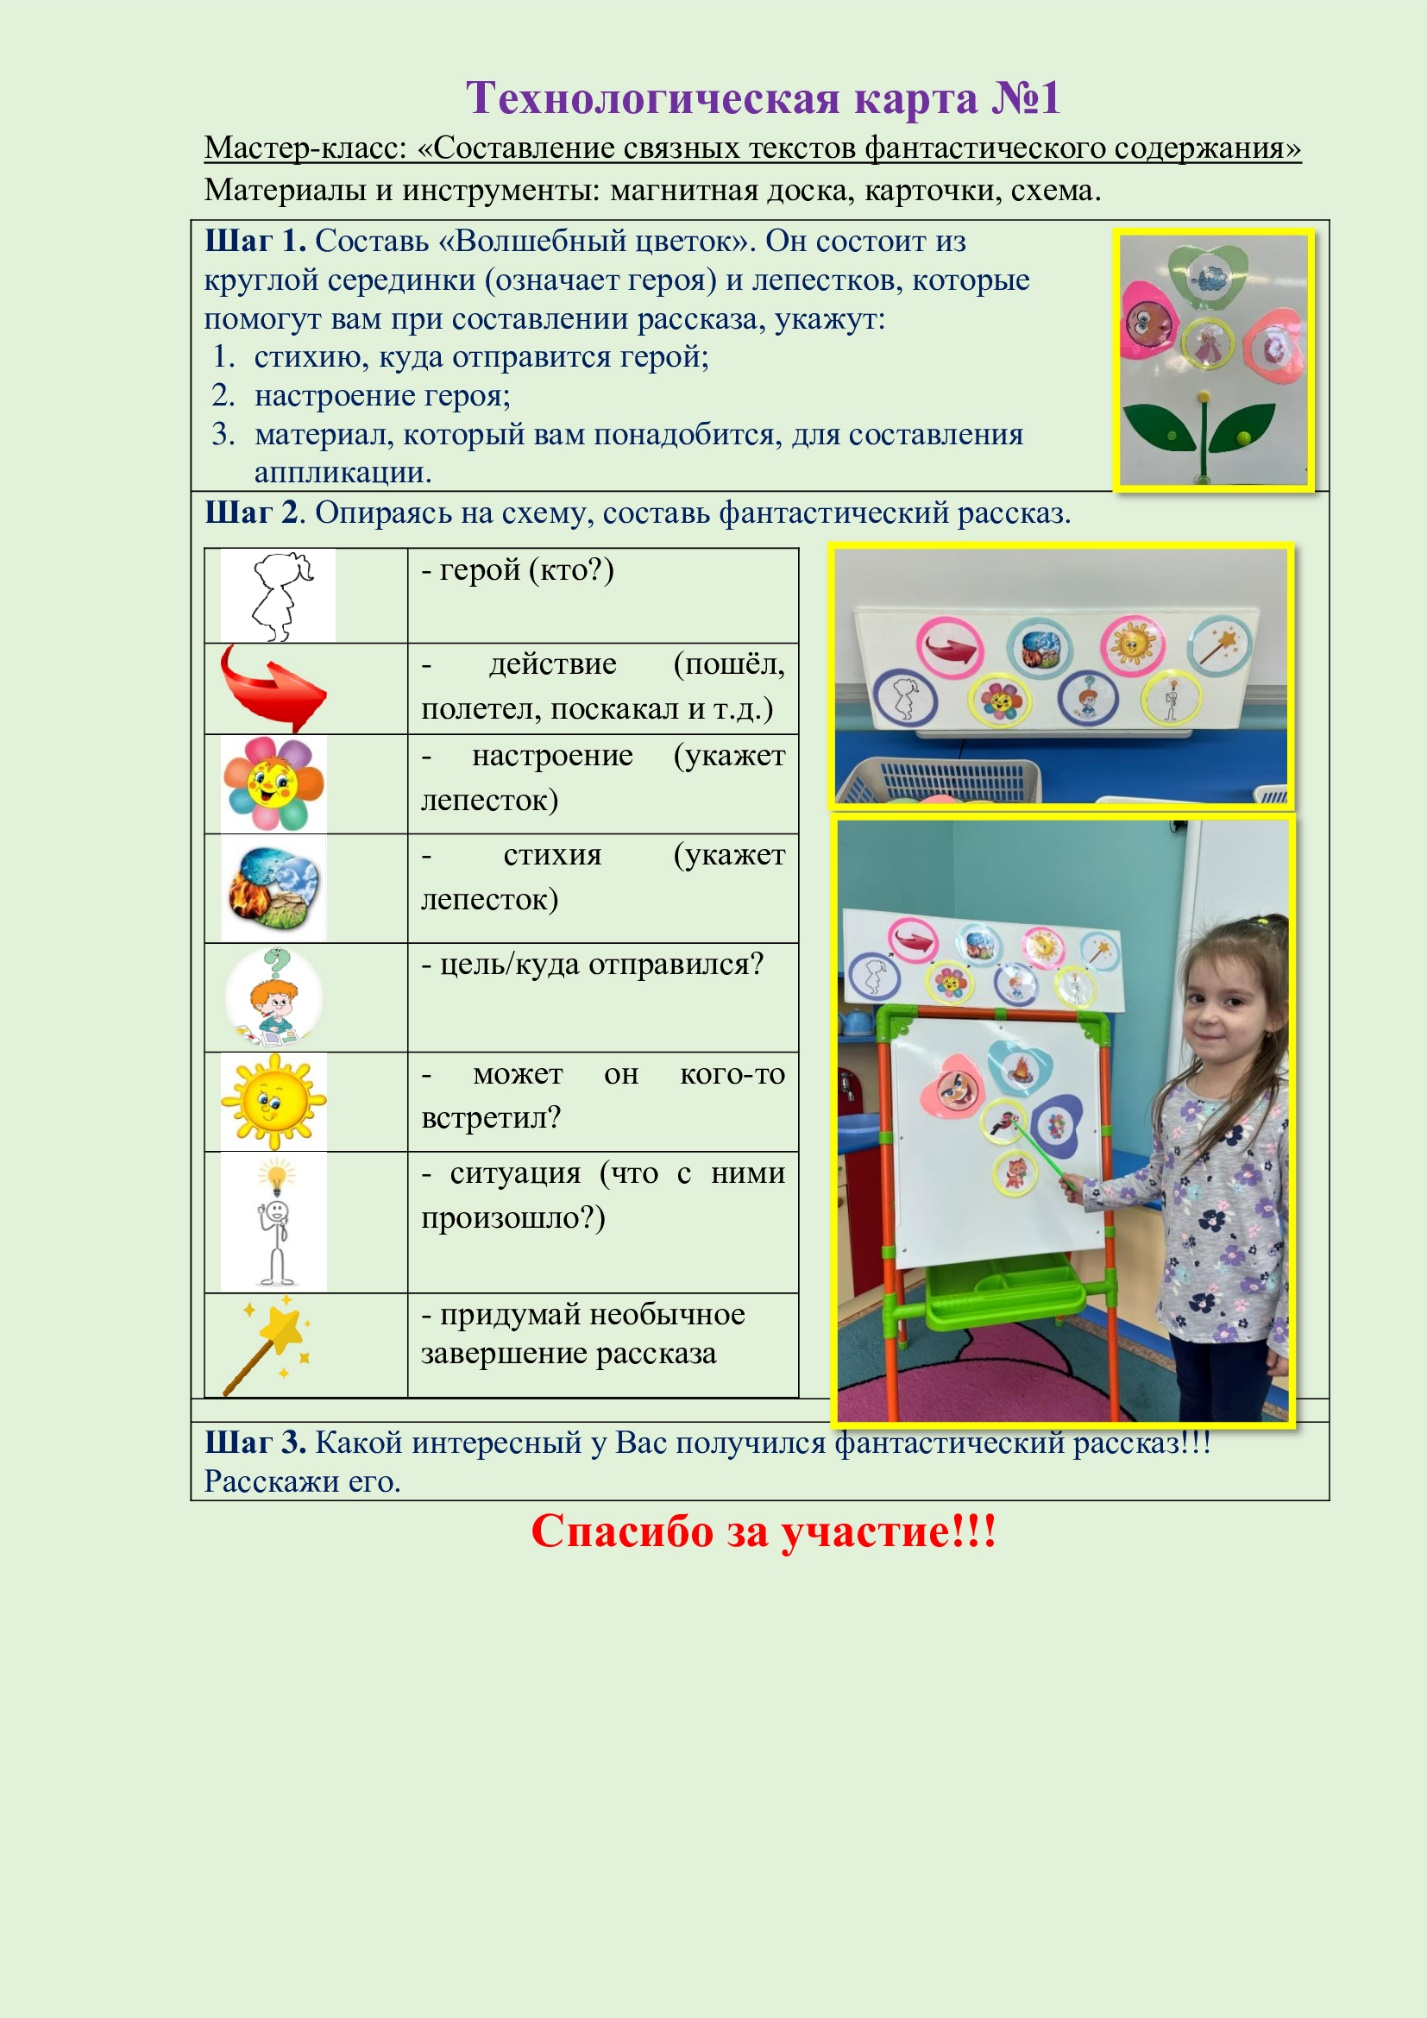 Технологическая карта №1
Мастер-класс: «Составление связных текстов фантастического содержания»
Материалы и инструменты: магнитная доска, карточки, схема.
Шаг 1. Составь «Волшебный цветок». Он состоит из
круглой серединки (означает героя) и лепестков, которые
помогут вам при составлении рассказа, укажут:
1. стихию, куда отправится герой;
2. настроение героя;
3. материал, который вам понадобится, для составления
аппликации.
Шаг 2. Опираясь на схему, составь фантастический рассказ.
- герой (кто?)
- действие (пошёл,
полетел, поскакал и т.д.)
- настроение (укажет
лепесток)
- стихия (укажет
лепесток)
- цель/куда отправился?
- может он кого-то
встретил?
- ситуация (что с ними
произошло?)
- придумай необычное
завершение рассказа
Шаг 3. Какой интересный у Вас получился фантастический рассказ!!!
Расскажи его.
Спасибо за участие!!!